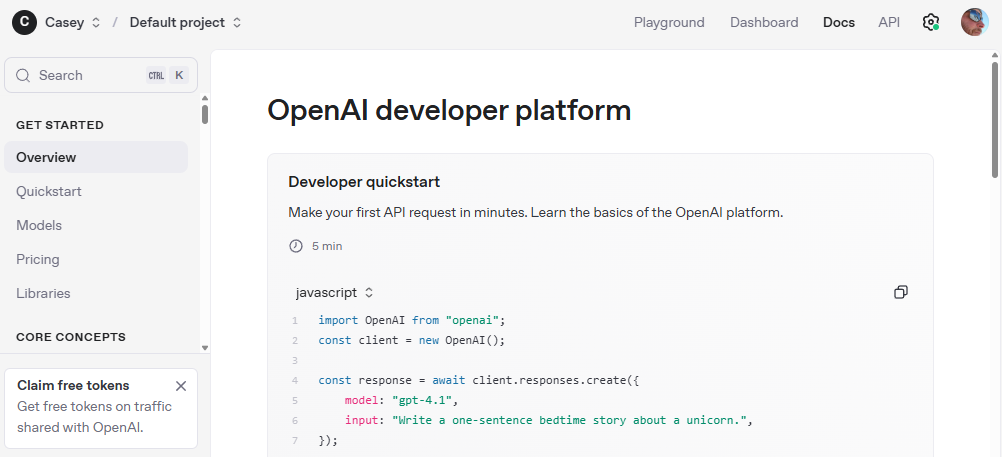 C Casey / Default project
Playground Dashboard Docs API
Search CTRL K
GET STARTED
Overview
Quickstart
Models
Pricing
Libraries
CORE CONCEPTS
Claim free tokens
Get free tokens on traffic
shared with OpenAI.
OpenAI developer platform
Developer quickstart
Make your first API request in minutes. Learn the basics of the OpenAI platform.
5 min
javascript
1 import OpenAI from "openai";
2 const client = new OpenAI();
3
4 const response = await client.responses.create({
5     model: "gpt-4.1",
6     input: "Write a one-sentence bedtime story about a unicorn.",
7 });